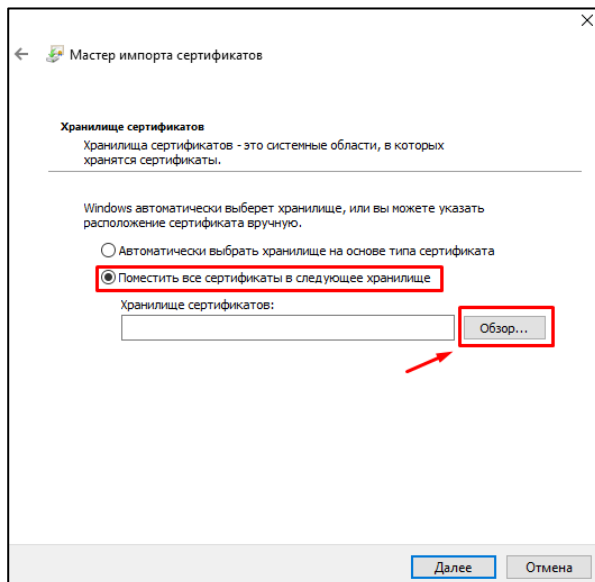 Мастер импорта сертификатов
Хранилище сертификатов
Хранилища сертификатов - это системные области, в которых
хранятся сертификаты.
Windows автоматически выберет хранилище, или вы можете указать
расположение сертификата вручную.
Автоматически выбрать хранилище на основе типа сертификата
Поместить все сертификаты в следующее хранилище
Хранилище сертификатов:
Обзор...
Далее Отмена